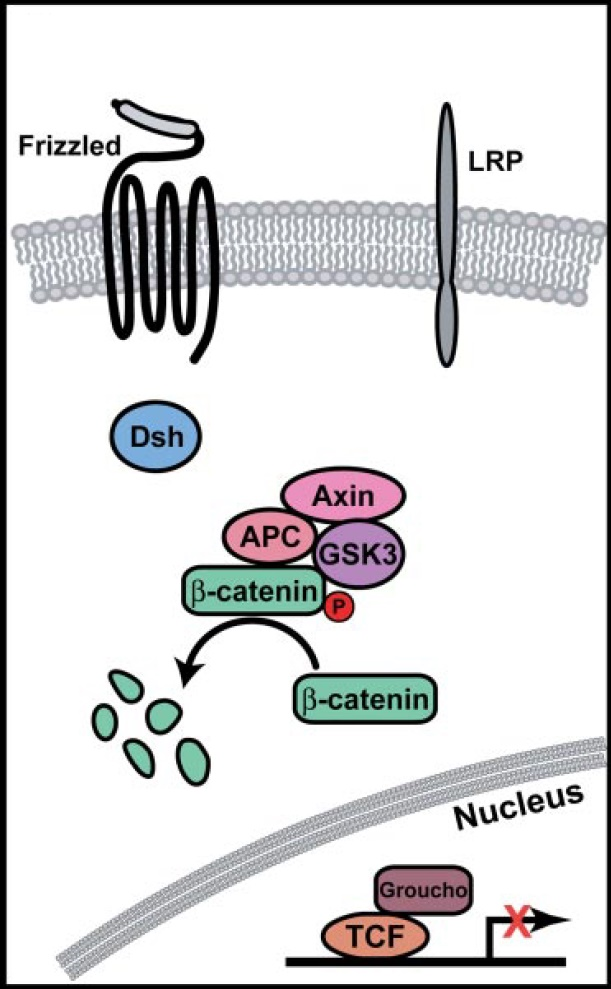 Frizzled
LRP
Dsh
Axin
APC
GSK3
β-catenin
P
β-catenin
Nucleus
Groucho
X
TCF